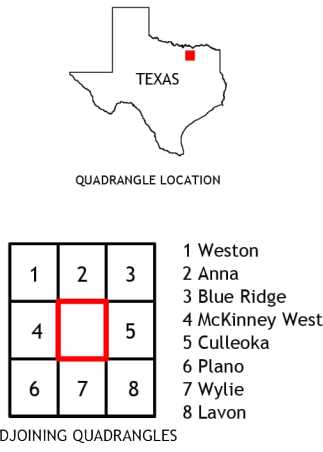 TEXAS
QUADRANGLE LOCATION
1 2 3
4 5
6 7 8
1 Weston
2 Anna
3 Blue Ridge
4 McKinney West
5 Culleoka
6 Plano
7 Wylie
8 Lavon
DJOINING QUADRANGLES